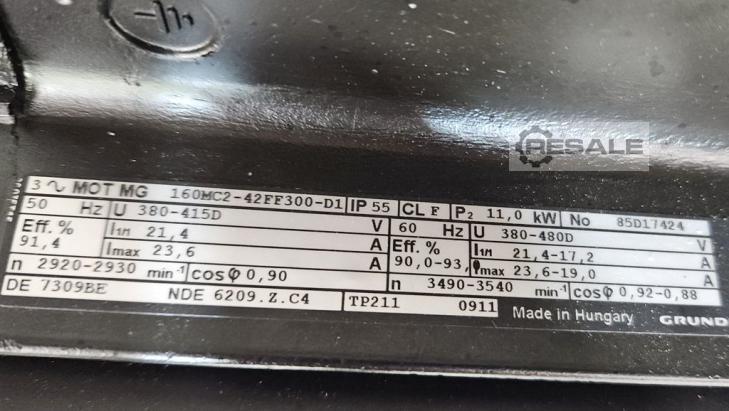 RESALE
3 ~ MOT MG 160MC2-42FF300-D1 IP 55 CL F P2 11,0 kW No 85D17424
50 Hz U 380-415D V 60 Hz U 380-480D V
Eff. % I1/1 21,4 A Eff. % I1/1 21,4-17,2 A
91,4 Imax 23,6 A 90,0-93, Imax 23,6-19,0 A
n 2920-2930 min-1 cos φ 0,90 n 3490-3540 min-1 cos φ 0,92-0,88
DE 7309BE NDE 6209.Z.C4 TP211 0911 Made in Hungary GRUND